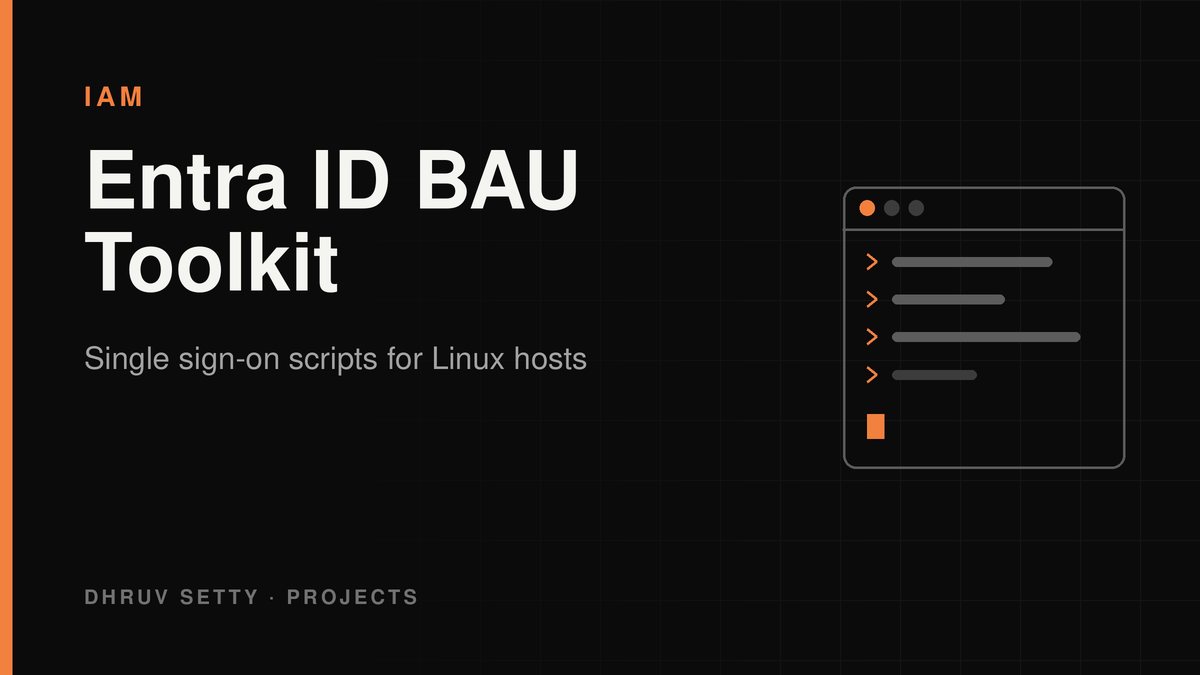 IAM
Entra ID BAU
Toolkit
Single sign-on scripts for Linux hosts
DHRUV SETTY · PROJECTS